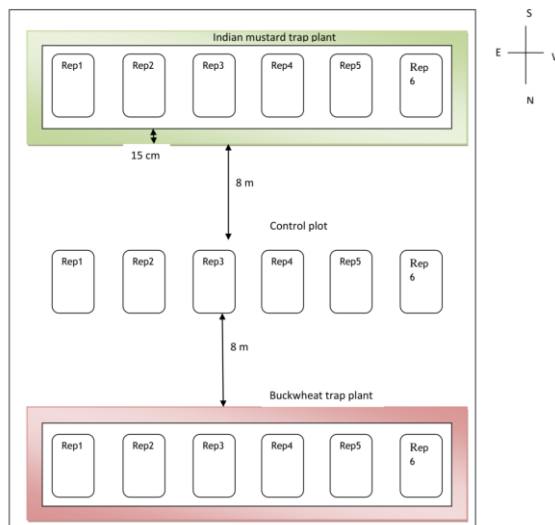 Indian mustard trap plant
S
E
W
N
Rep1 Rep2 Rep3 Rep4 Rep5 Rep
6
15 cm
8 m
Control plot
Rep1 Rep2 Rep3 Rep4 Rep5 Rep
6
8 m
Buckwheat trap plant
Rep1 Rep2 Rep3 Rep4 Rep5 Rep
6